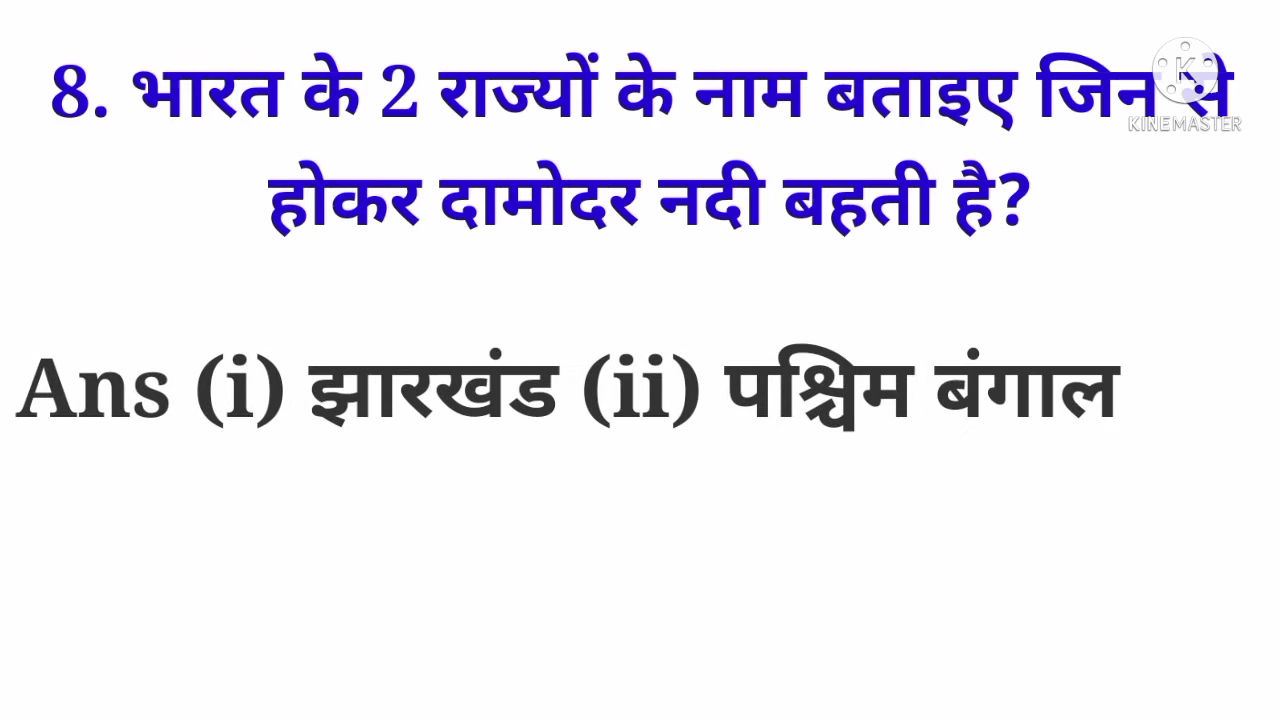 8. भारत के 2 राज्यों के नाम बताइए जिन से
होकर दामोदर नदी बहती है?
Ans (i) झारखंड (ii) पश्चिम बंगाल
K
KINEMASTER